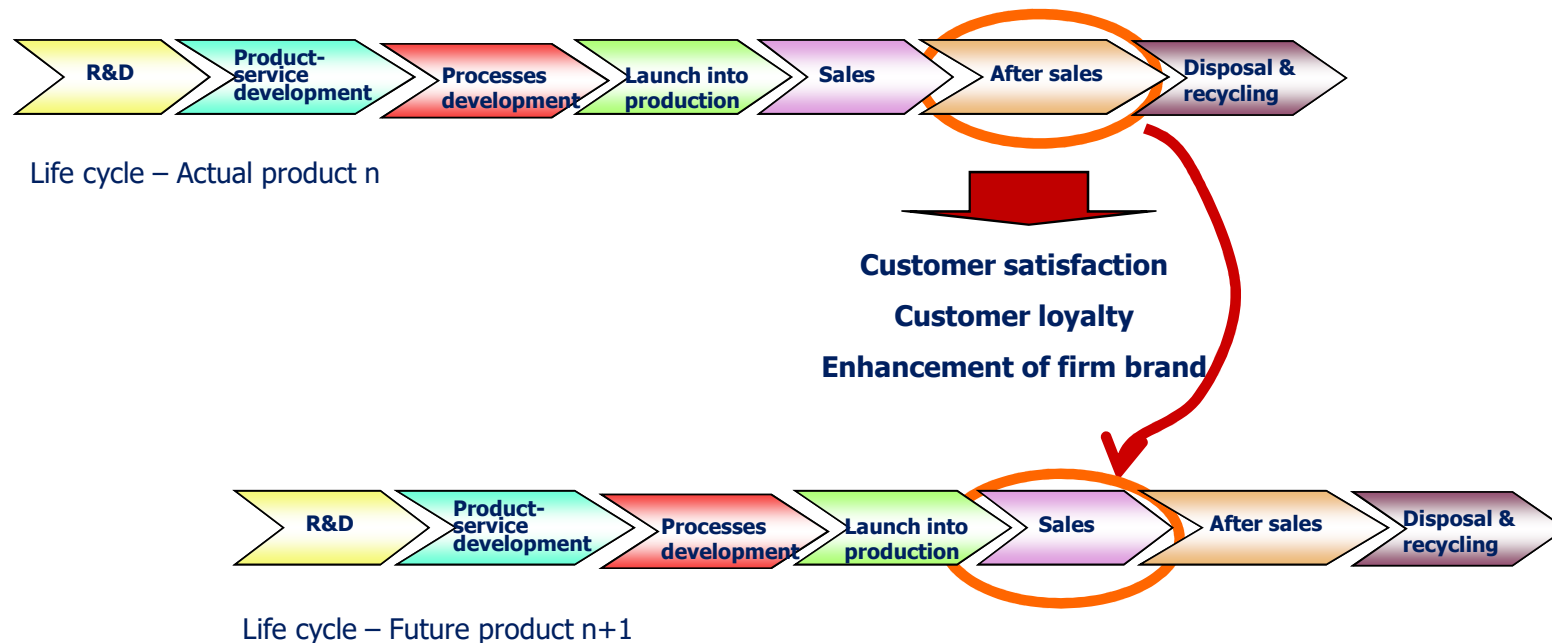 R&D
Product-
service
development
Processes
development
Launch into
production
Sales
After sales
Disposal &
recycling
Life cycle – Actual product n
Customer satisfaction
Customer loyalty
Enhancement of firm brand
R&D
Product-
service
development
Processes
development
Launch into
production
Sales
After sales
Disposal &
recycling
Life cycle – Future product n+1